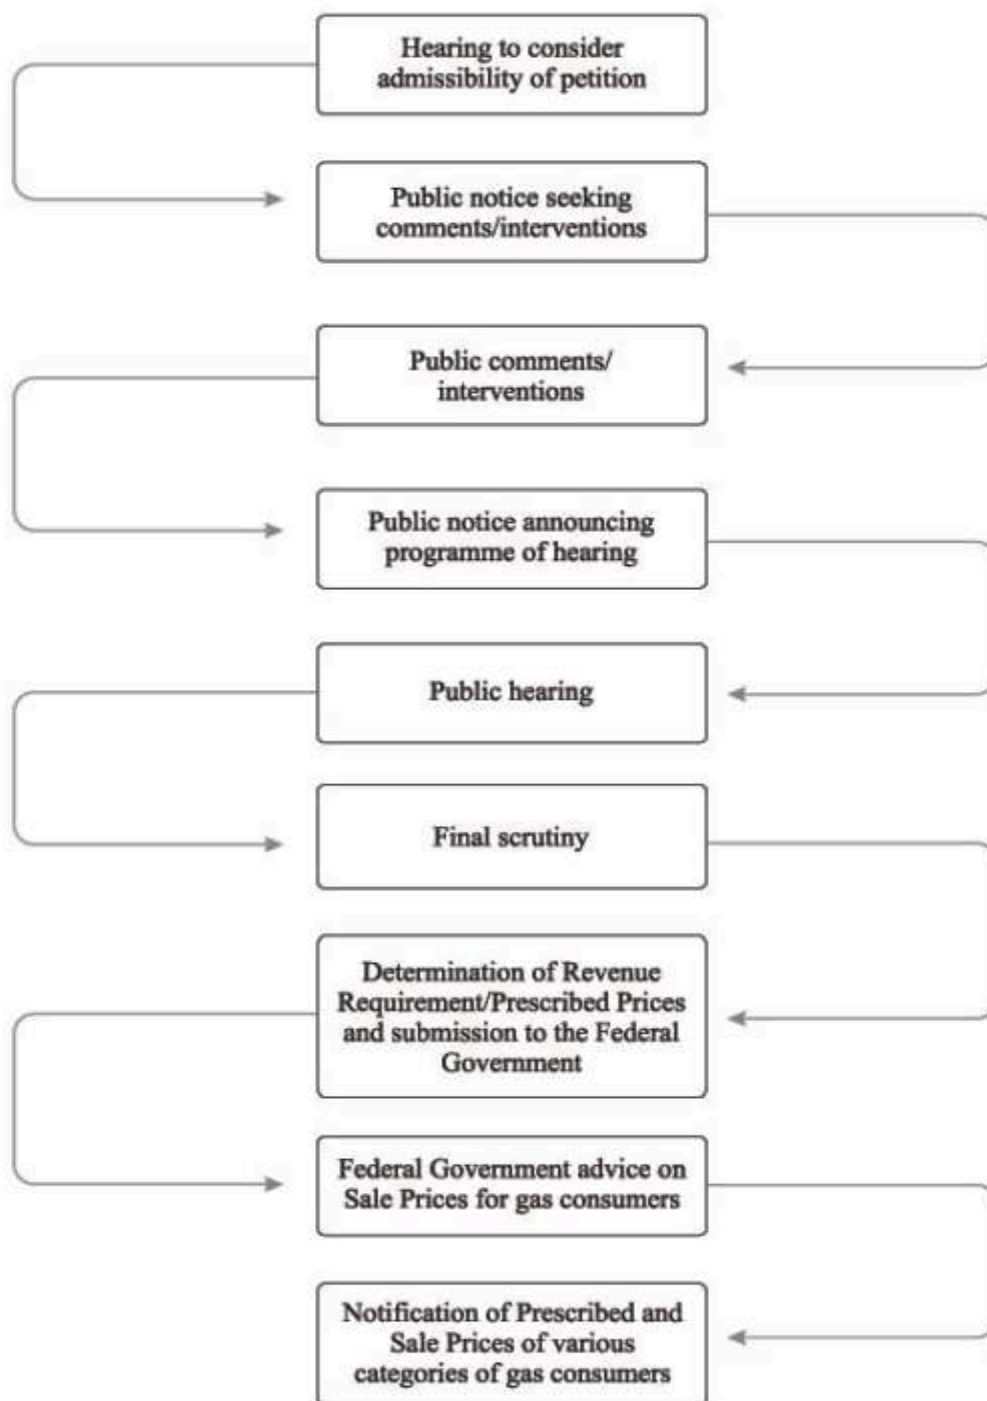 Hearing to consider
admissibility of petition
Public notice seeking
comments/interventions
Public comments/
interventions
Public notice announcing
programme of hearing
Public hearing
Final scrutiny
Determination of Revenue
Requirement/Prescribed Prices
and submission to the Federal
Government
Federal Government advice on
Sale Prices for gas consumers
Notification of Prescribed and
Sale Prices of various
categories of gas consumers